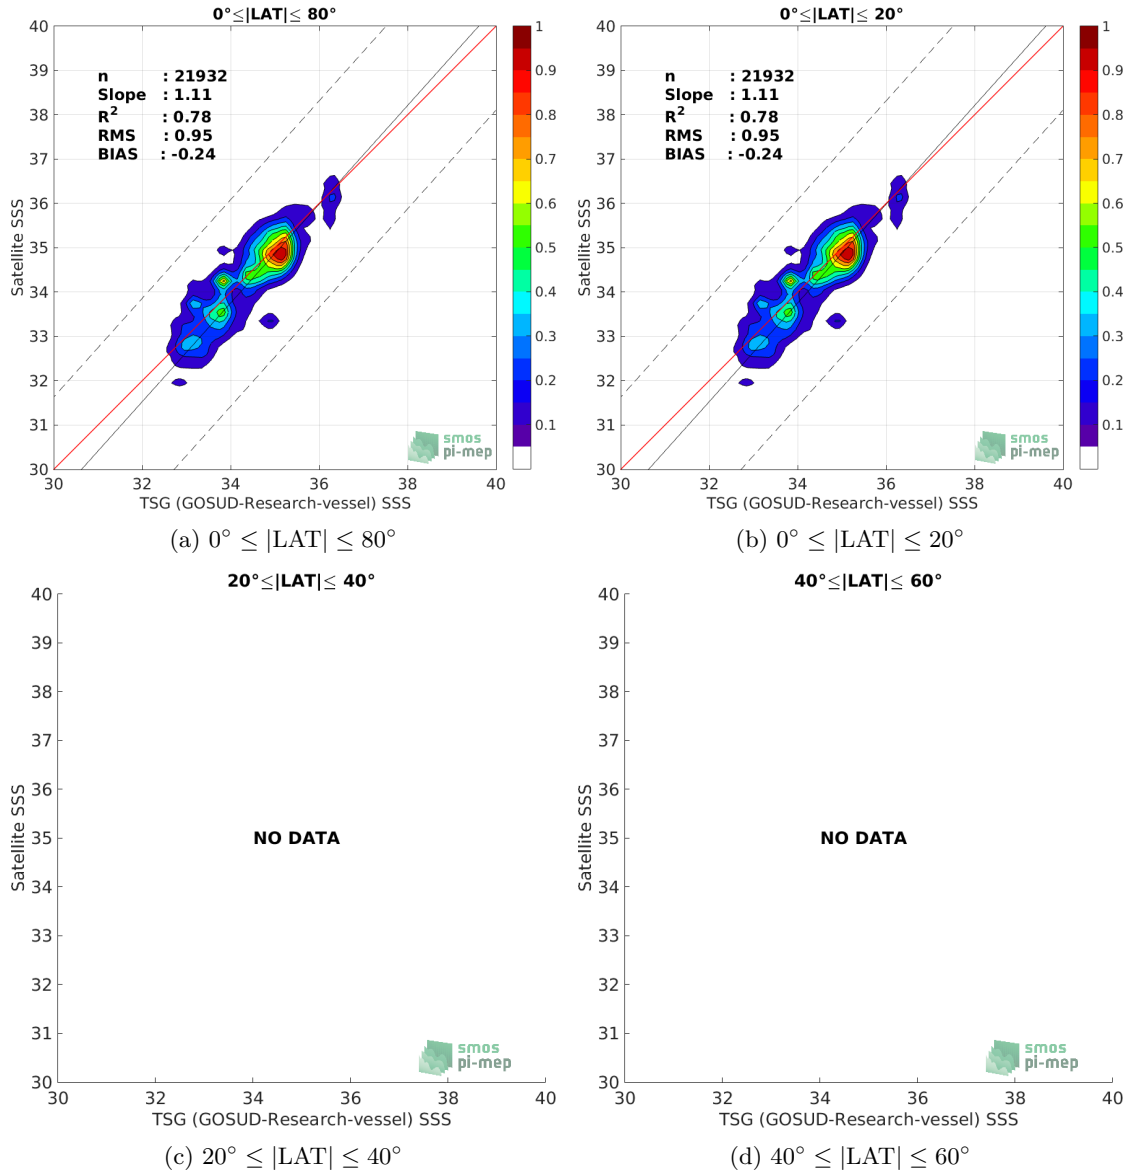 0°≤|LAT|≤ 80°
n : 21932
Slope : 1.11
R² : 0.78
RMS : 0.95
BIAS : -0.24
Satellite SSS
40
39
38
37
36
35
34
33
32
31
30
30 32 34 36 38 40
TSG (GOSUD-Research-vessel) SSS
1
0.9
0.8
0.7
0.6
0.5
0.4
0.3
0.2
0.1
smos
pi-mep
(a) 0° ≤ |LAT| ≤ 80°
0°≤|LAT|≤ 20°
n : 21932
Slope : 1.11
R² : 0.78
RMS : 0.95
BIAS : -0.24
Satellite SSS
40
39
38
37
36
35
34
33
32
31
30
30 32 34 36 38 40
TSG (GOSUD-Research-vessel) SSS
1
0.9
0.8
0.7
0.6
0.5
0.4
0.3
0.2
0.1
smos
pi-mep
(b) 0° ≤ |LAT| ≤ 20°
20°≤|LAT|≤ 40°
Satellite SSS
40
39
38
37
36
35
34
33
32
31
30
NO DATA
smos
pi-mep
30 32 34 36 38 40
TSG (GOSUD-Research-vessel) SSS
(c) 20° ≤ |LAT| ≤ 40°
40°≤|LAT|≤ 60°
Satellite SSS
40
39
38
37
36
35
34
33
32
31
30
NO DATA
smos
pi-mep
30 32 34 36 38 40
TSG (GOSUD-Research-vessel) SSS
(d) 40° ≤ |LAT| ≤ 60°